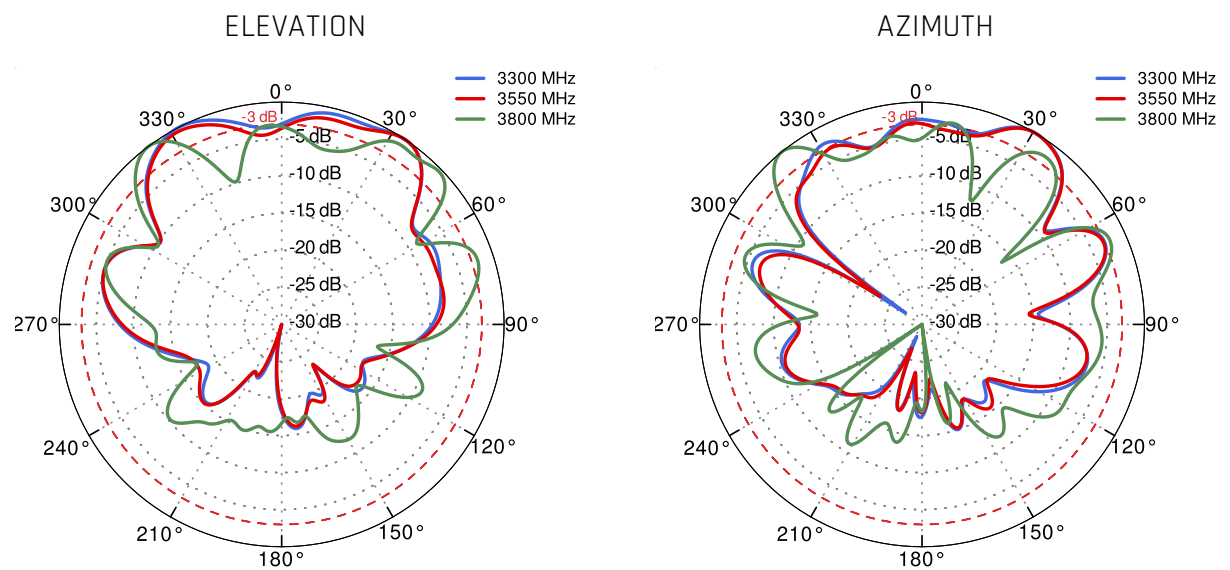 ELEVATION
3300 MHz
3550 MHz
3800 MHz
0°
330°
-3 dB
30°
-5 dB
-10 dB
300°
-15 dB
60°
-20 dB
-25 dB
270°
-30 dB
90°
240°
120°
210°
150°
180°
AZIMUTH
3300 MHz
3550 MHz
3800 MHz
0°
330°
-3 dB
30°
-5 dB
-10 dB
300°
-15 dB
60°
-20 dB
-25 dB
270°
-30 dB
90°
240°
120°
210°
150°
180°